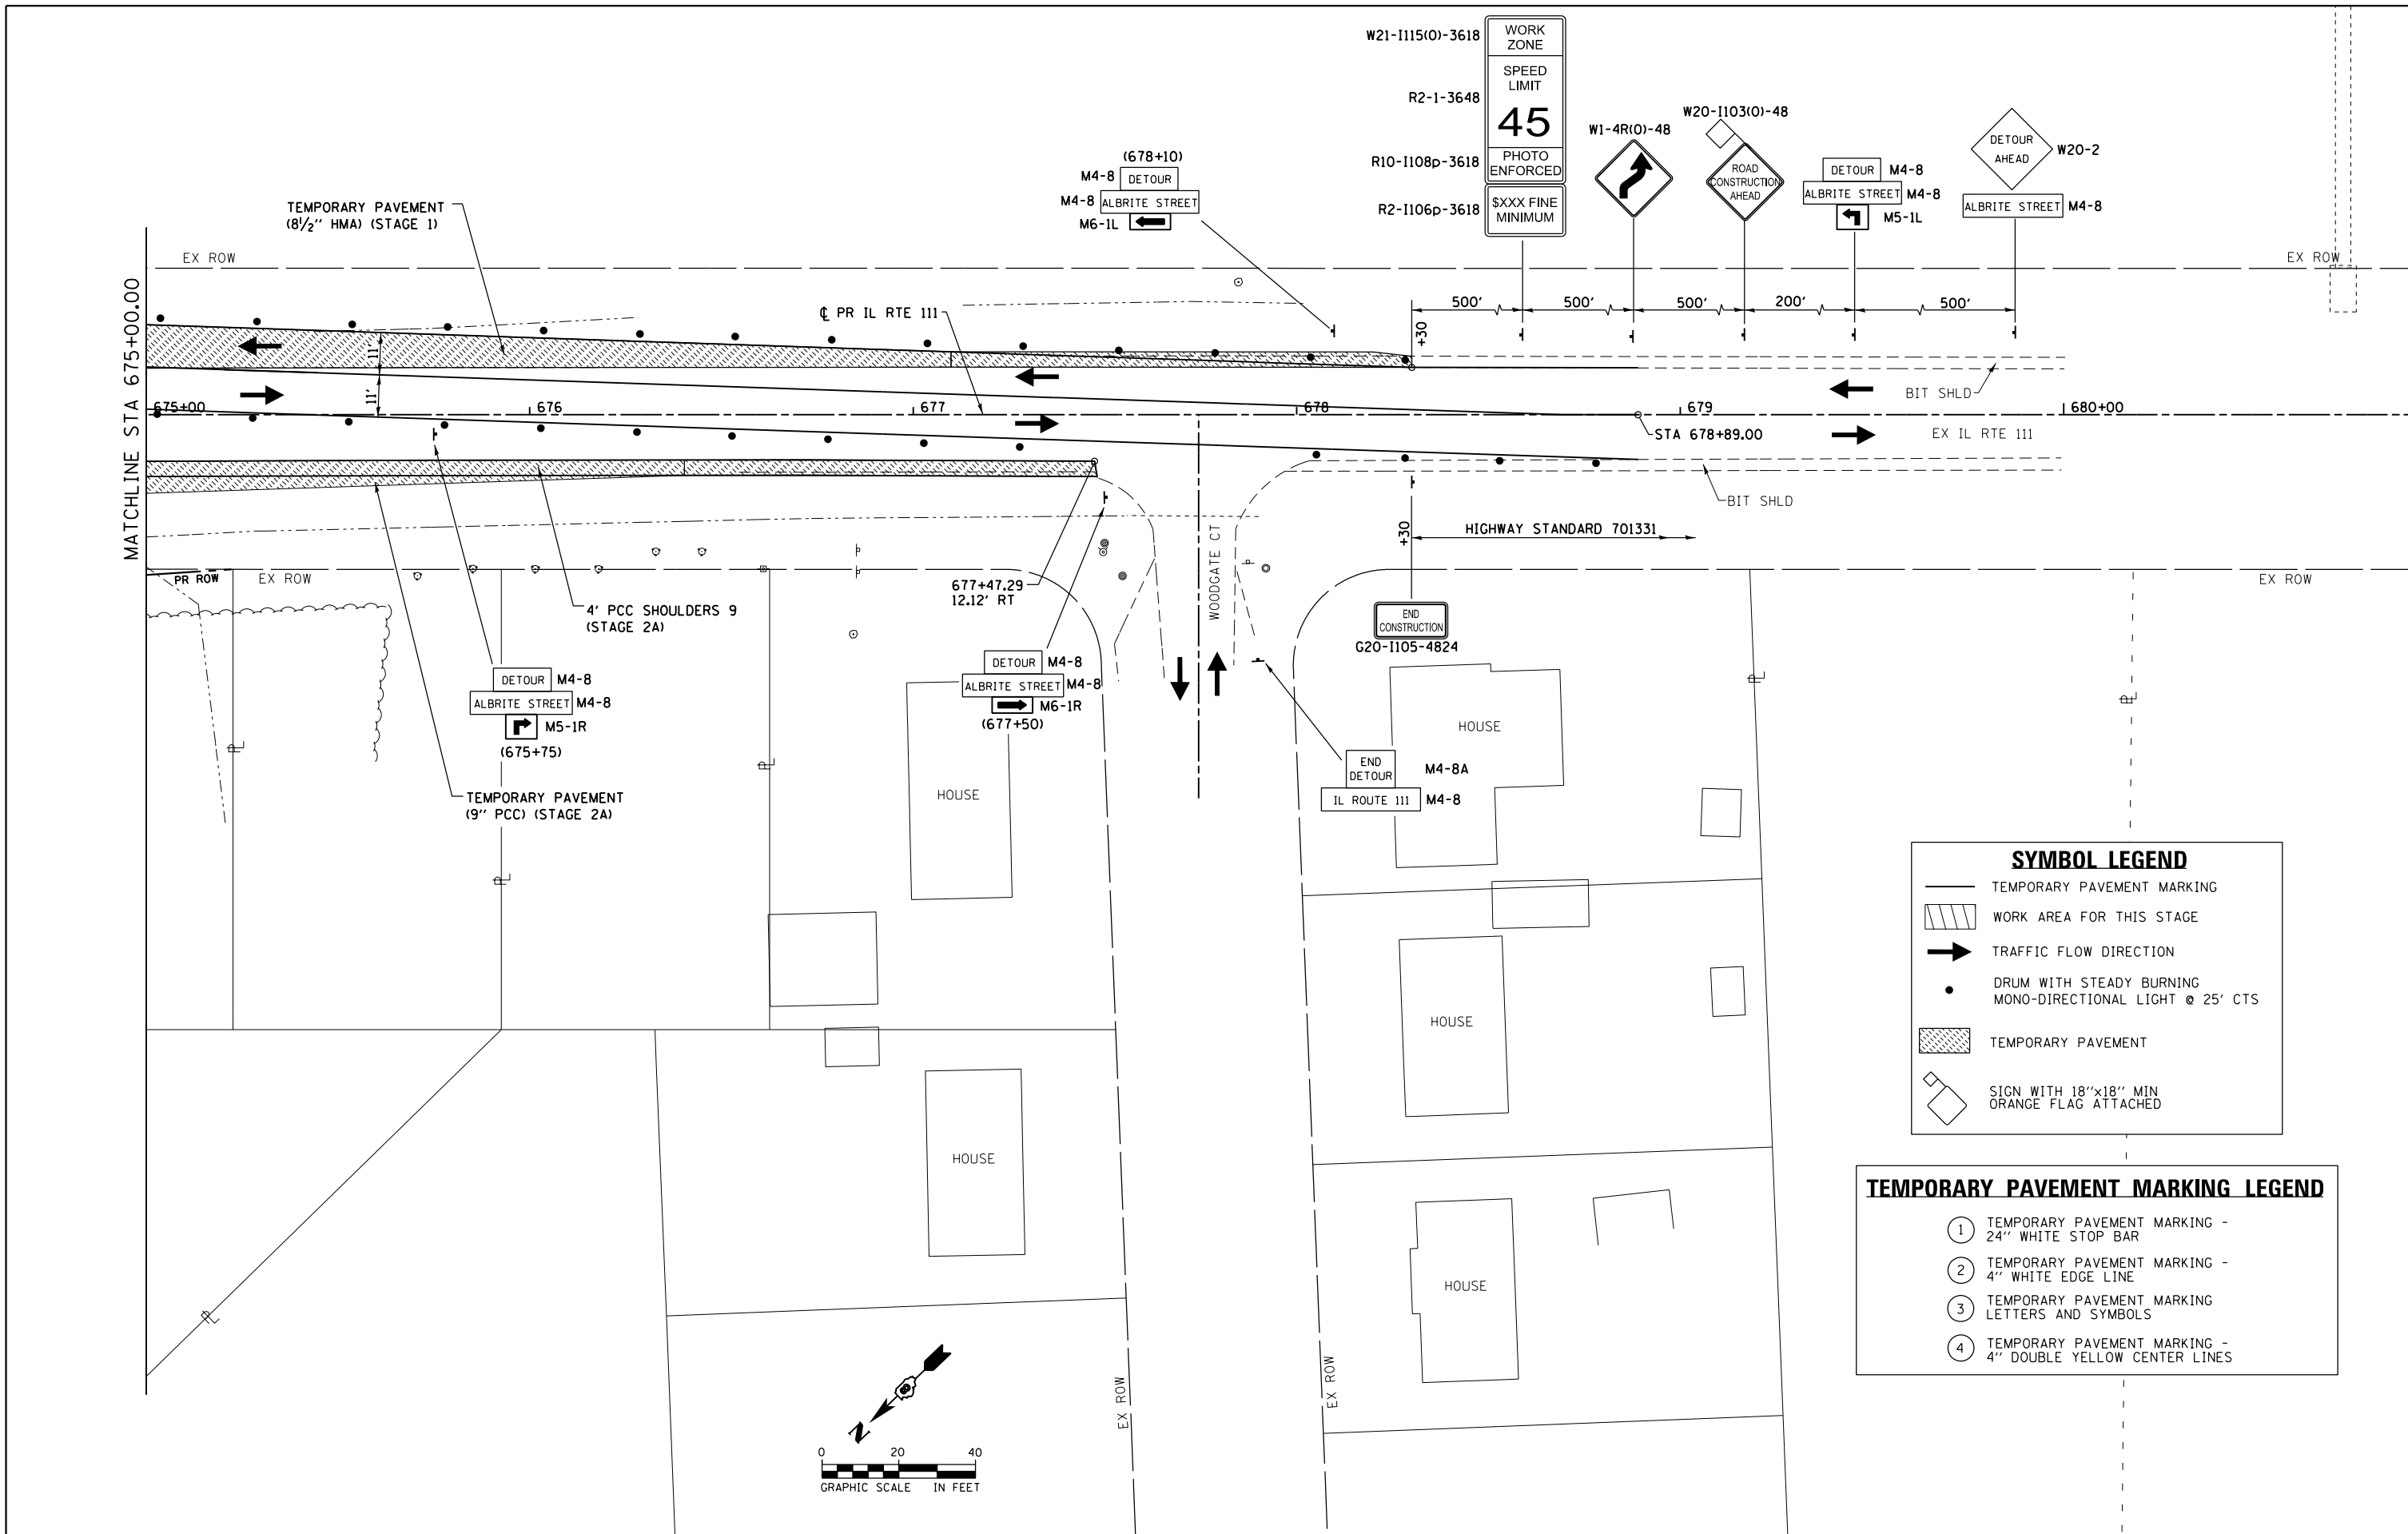 W21-I115(O)-3618
WORK
ZONE
SPEED
LIMIT
R2-1-3648
45
W20-I103(O)-48
W1-4R(O)-48
DETOUR
AHEAD
W20-2
(678+10)
M4-8
DETOUR
R10-I108p-3618
PHOTO
ENFORCED
ROAD
CONSTRUCTION
AHEAD
DETOUR
M4-8
M4-8
ALBRITE STREET
ALBRITE STREET
M4-8
ALBRITE STREET
M4-8
TEMPORARY PAVEMENT
(8½'' HMA) (STAGE 1)
M6-1L
R2-I106p-3618
$XXX FINE
MINIMUM
M5-1L
EX ROW
EX ROW
MATCHLINE STA 675+00.00
500'
500'
500'
200'
500'
℄ PR IL RTE 111
+30
11'
11'
BIT SHLD
675+00
676
677
678
679
680+00
STA 678+89.00
EX IL RTE 111
BIT SHLD
+30
HIGHWAY STANDARD 701331
WOODGATE CT
PR ROW
EX ROW
EX ROW
677+47.29
12.12' RT
4' PCC SHOULDERS 9
(STAGE 2A)
END
CONSTRUCTION
G20-I105-4824
DETOUR
M4-8
ALBRITE STREET
M4-8
M6-1R
(677+50)
DETOUR
M4-8
ALBRITE STREET
M4-8
M5-1R
(675+75)
HOUSE
END
DETOUR
M4-8A
IL ROUTE 111
M4-8
TEMPORARY PAVEMENT
(9'' PCC) (STAGE 2A)
HOUSE
SYMBOL LEGEND
TEMPORARY PAVEMENT MARKING
WORK AREA FOR THIS STAGE
TRAFFIC FLOW DIRECTION
DRUM WITH STEADY BURNING
MONO-DIRECTIONAL LIGHT @ 25' CTS
TEMPORARY PAVEMENT
SIGN WITH 18''x18'' MIN
ORANGE FLAG ATTACHED
HOUSE
HOUSE
HOUSE
TEMPORARY PAVEMENT MARKING LEGEND
1 TEMPORARY PAVEMENT MARKING -
24'' WHITE STOP BAR
2 TEMPORARY PAVEMENT MARKING -
4'' WHITE EDGE LINE
3 TEMPORARY PAVEMENT MARKING
LETTERS AND SYMBOLS
4 TEMPORARY PAVEMENT MARKING -
4'' DOUBLE YELLOW CENTER LINES
EX ROW
EX ROW
N
0 20 40
GRAPHIC SCALE IN FEET